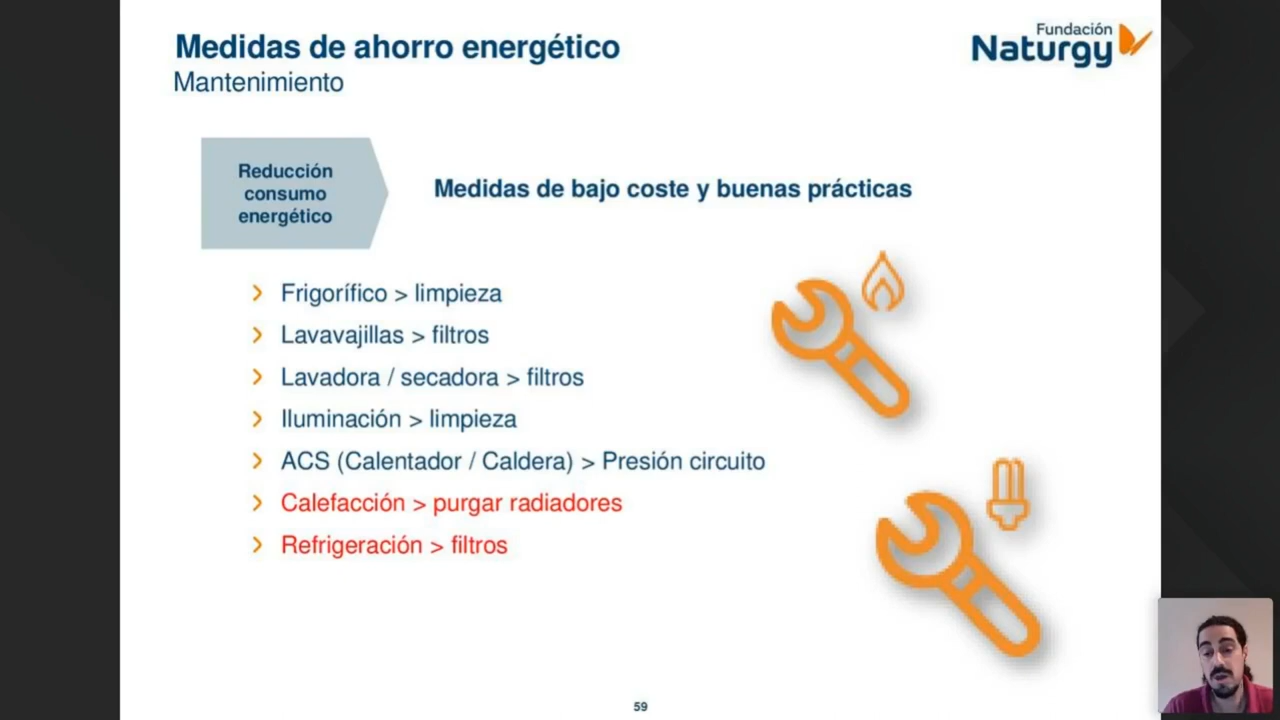 Medidas de ahorro energético
Mantenimiento
Fundación
Naturgy
Reducción
consumo
energético
Medidas de bajo coste y buenas prácticas
Frigorífico > limpieza
Lavavajillas > filtros
Lavadora / secadora > filtros
Iluminación > limpieza
ACS (Calentador / Caldera) > Presión circuito
Calefacción > purgar radiadores
Refrigeración > filtros
59